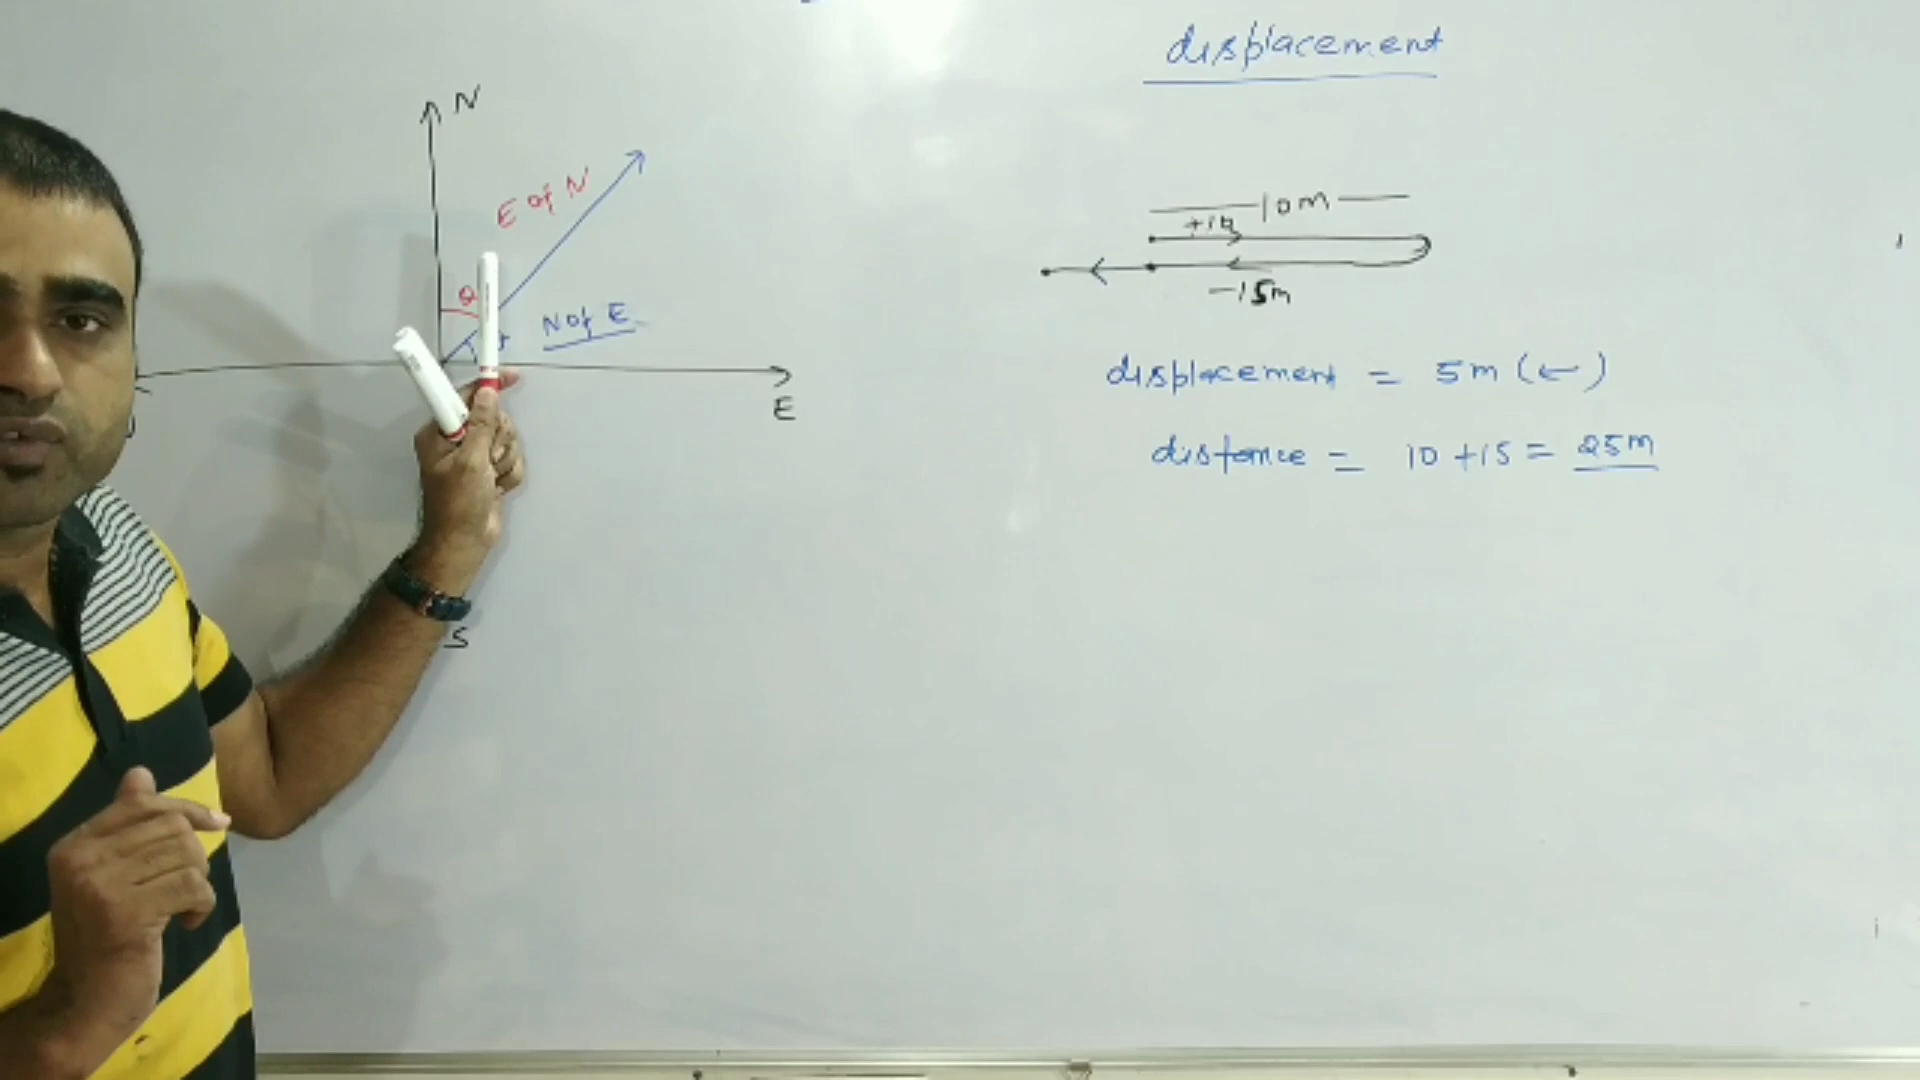 displacement
N
E of N
θ
N of E
E
S
10m
+10
-15m
displacement = 5m (←)
distance = 10 +15 = 25m